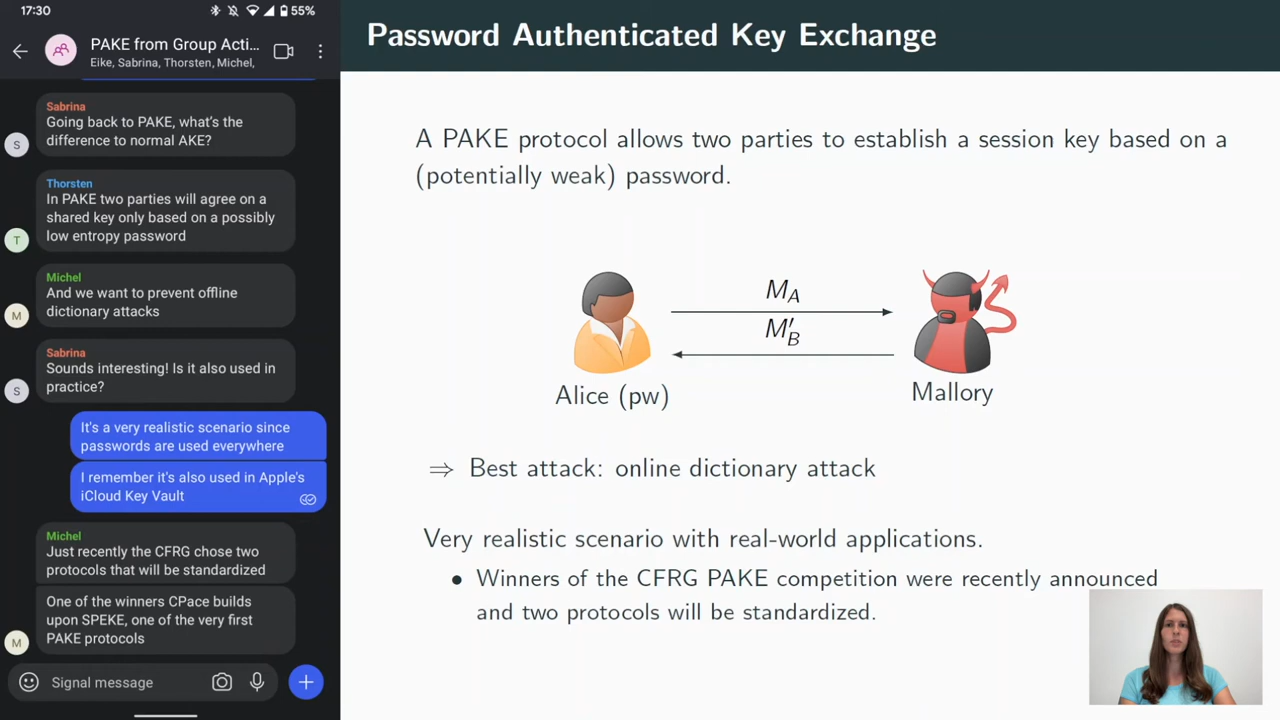 17:30
55%
PAKE from Group Acti...
Eike, Sabrina, Thorsten, Michel,
Sabrina
Going back to PAKE, what's the
difference to normal AKE?
S
Thorsten
In PAKE two parties will agree on a
shared key only based on a possibly
low entropy password
T
Michel
And we want to prevent offline
dictionary attacks
M
Sabrina
Sounds interesting! Is it also used in
practice?
S
It's a very realistic scenario since
passwords are used everywhere
I remember it's also used in Apple's
iCloud Key Vault
Michel
Just recently the CFRG chose two
protocols that will be standardized
One of the winners CPace builds
upon SPEKE, one of the very first
PAKE protocols
M
Signal message
Password Authenticated Key Exchange
A PAKE protocol allows two parties to establish a session key based on a
(potentially weak) password.
M_A
M′_B
Alice (pw)
Mallory
⇒ Best attack: online dictionary attack
Very realistic scenario with real-world applications.
• Winners of the CFRG PAKE competition were recently announced
and two protocols will be standardized.